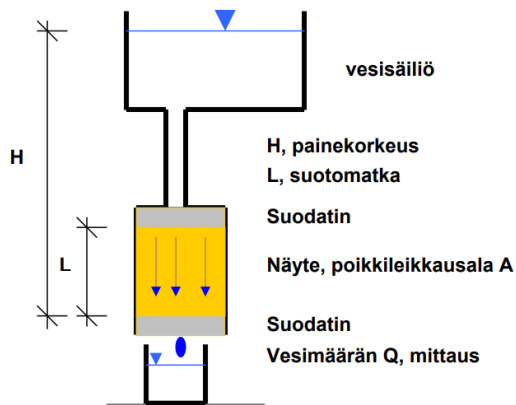 vesisäiliö
H
H, painekorkeus
L, suotomatka
Suodatin
L
Näyte, poikkileikkausala A
Suodatin
Vesimäärän Q, mittaus